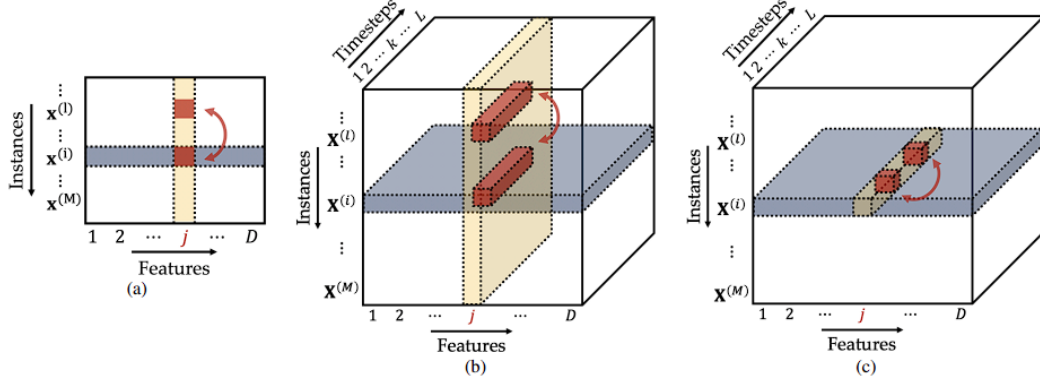 Instances
⋮
x^(l)
⋮
x^(i)
⋮
x^(M)
1 2 ⋯ j ⋯ D
Features
(a)
Timesteps
1 2 ⋯ k ⋯ L
Instances
⋮
X^(l)
⋮
X^(i)
⋮
X^(M)
1 2 ⋯ j ⋯ D
Features
(b)
Timesteps
1 2 ⋯ k ⋯ L
Instances
⋮
X^(l)
⋮
X^(i)
⋮
X^(M)
1 2 ⋯ j ⋯ D
Features
(c)